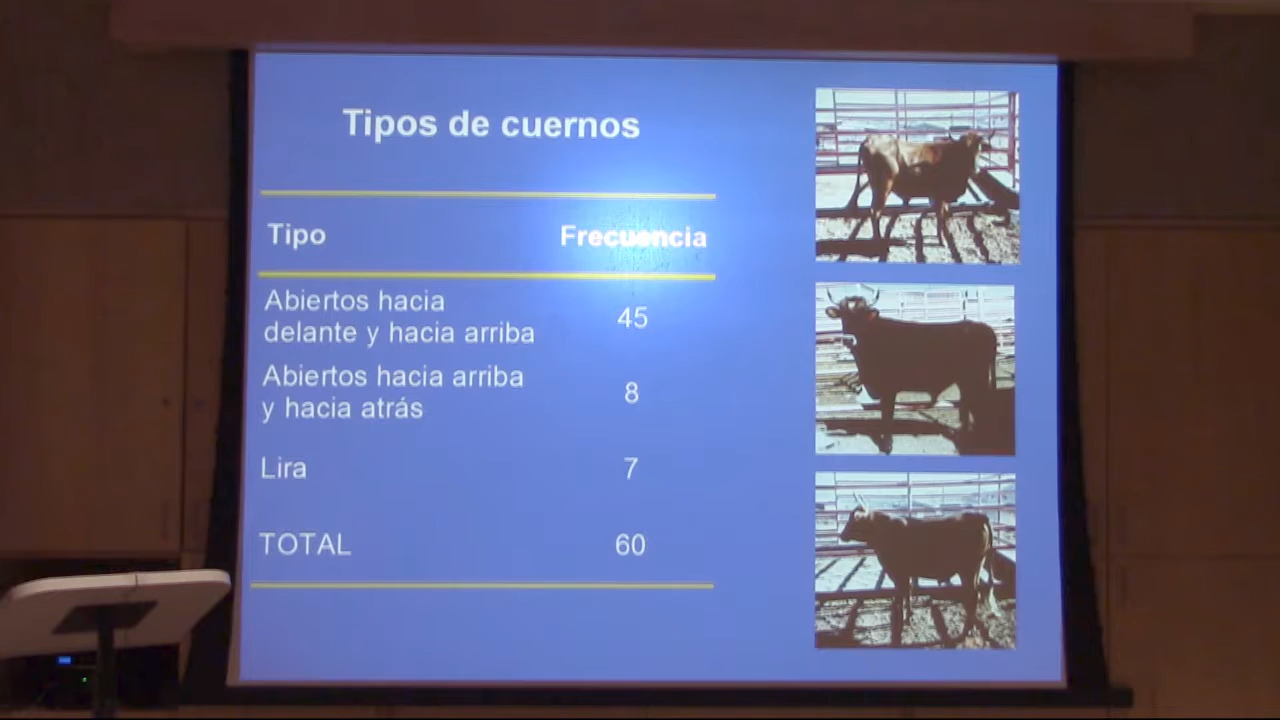 Tipos de cuernos
Tipo Frecuencia
Abiertos hacia
delante y hacia arriba 45
Abiertos hacia arriba
y hacia atrás 8
Lira 7
TOTAL 60